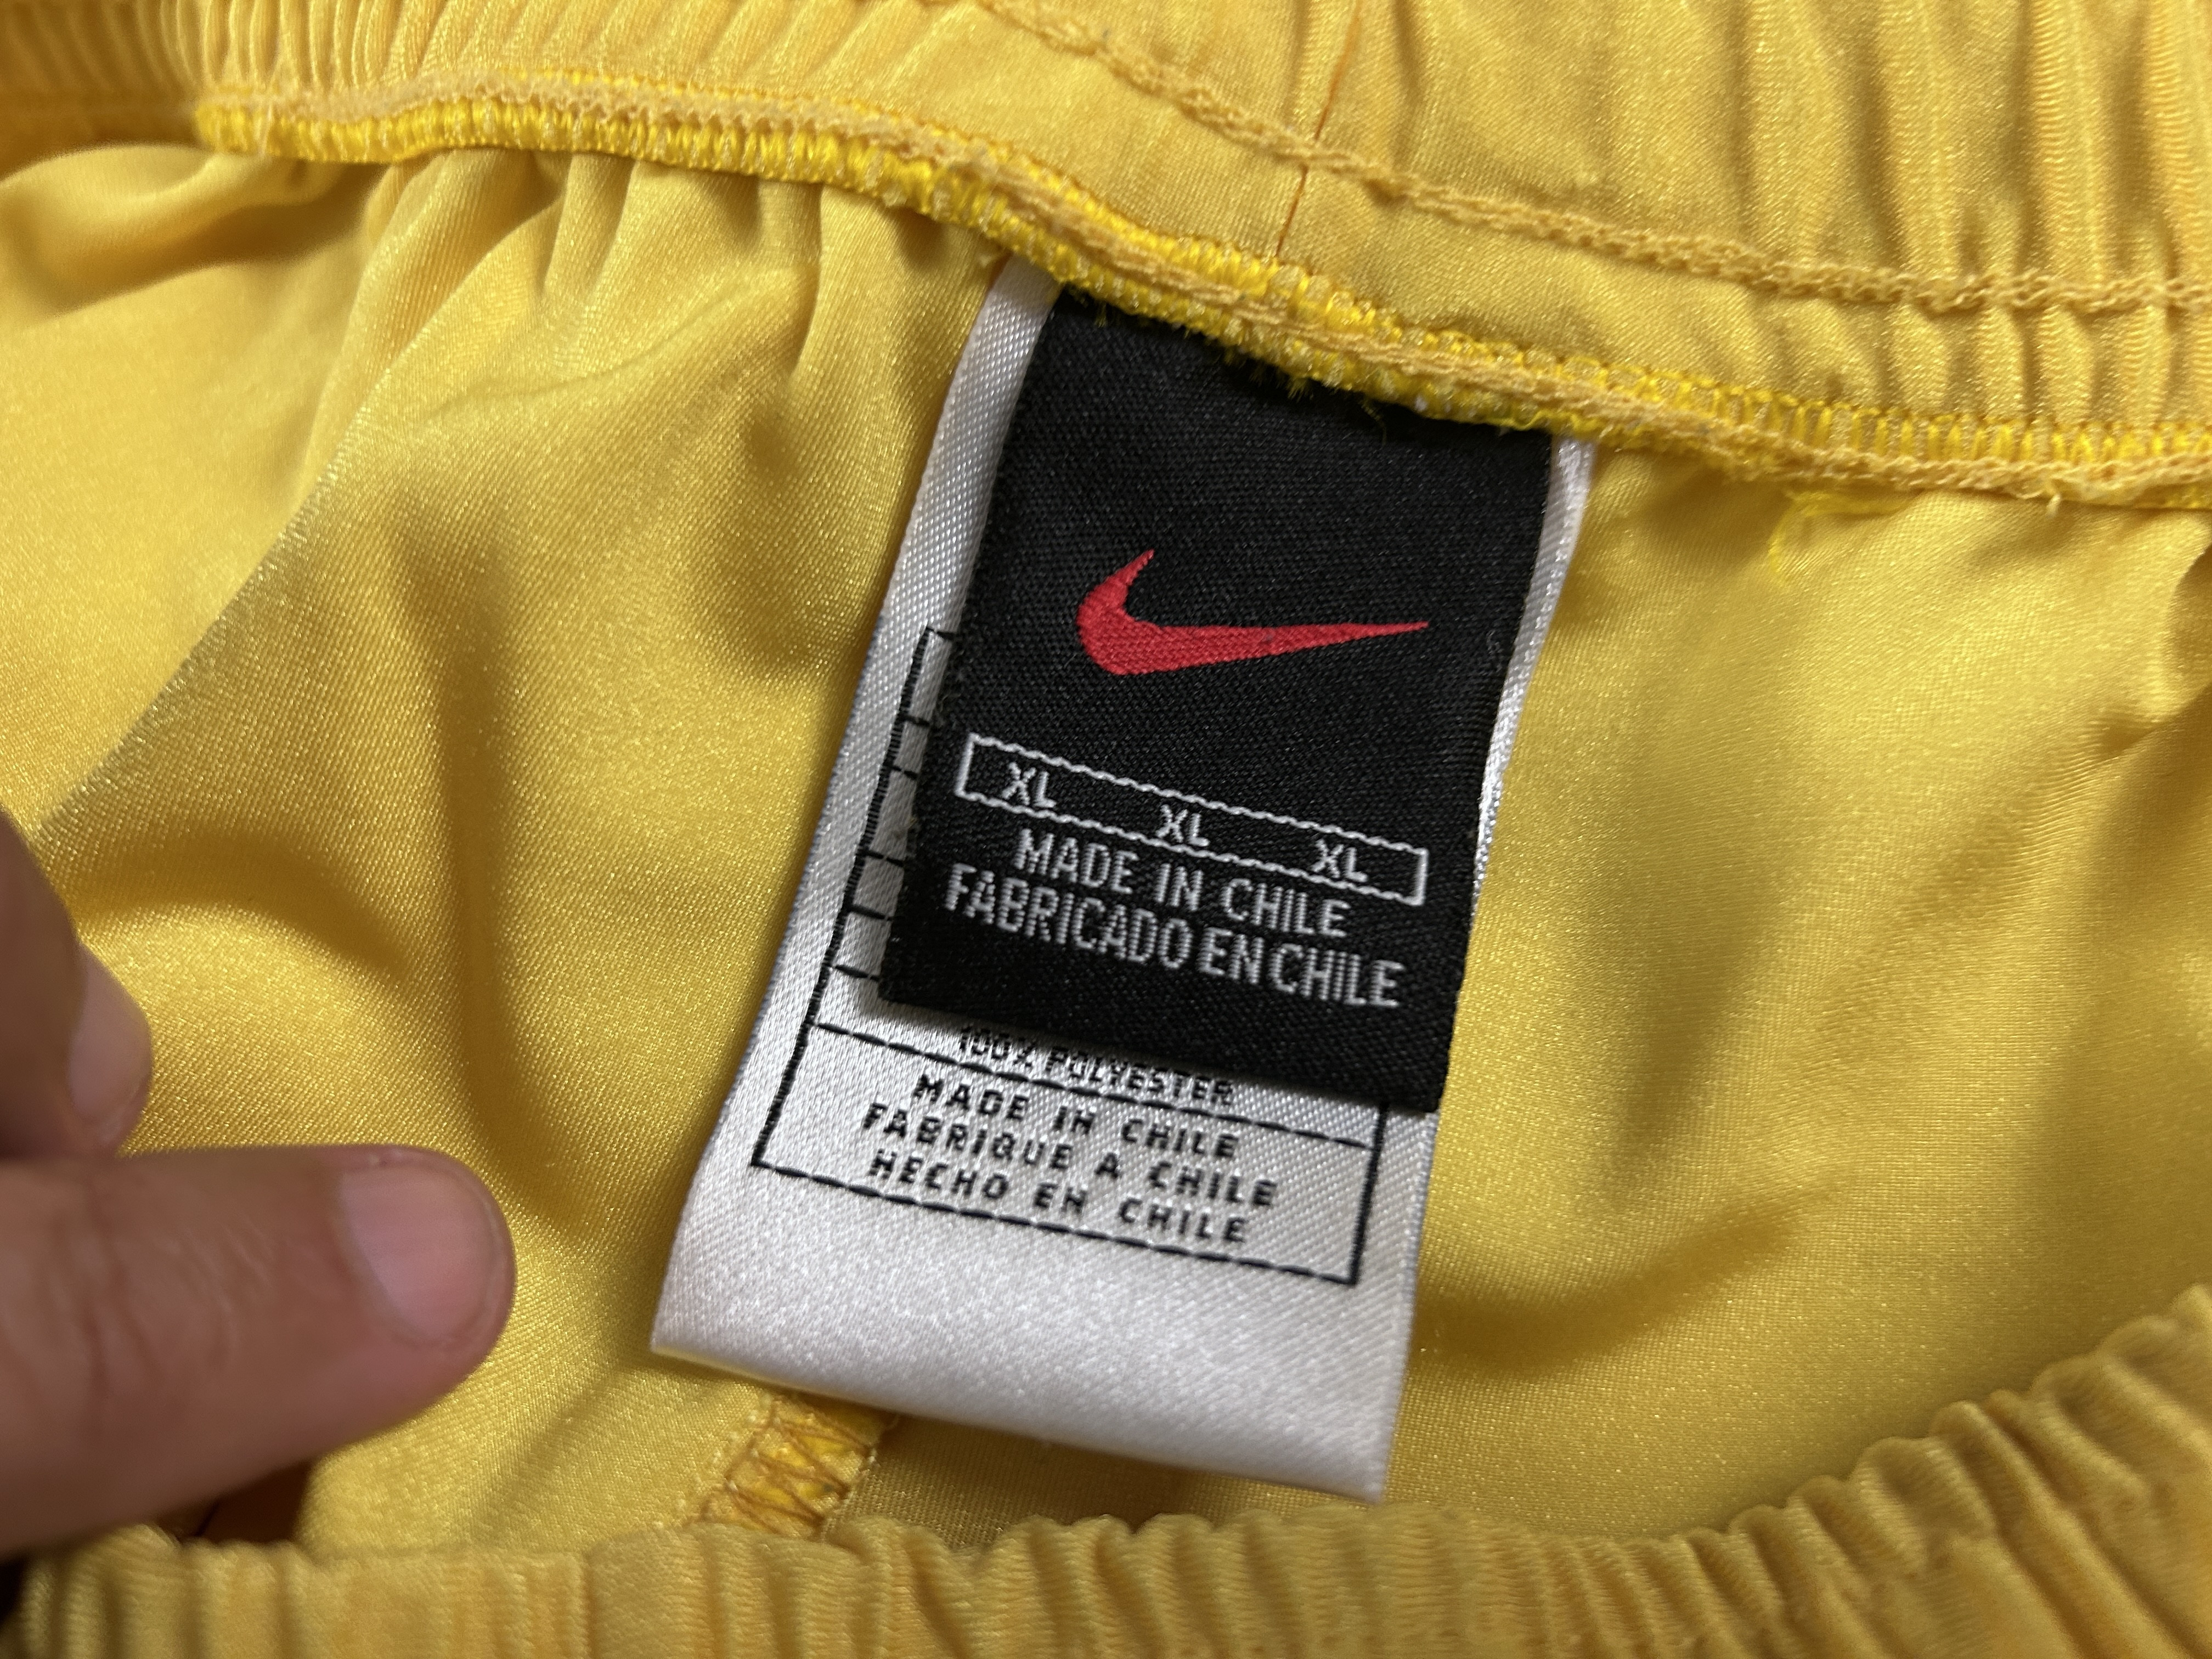 XL XL XL
MADE IN CHILE
FABRICADO EN CHILE
100% POLYESTER
MADE IN CHILE
FABRIQUE A CHILE
HECHO EN CHILE